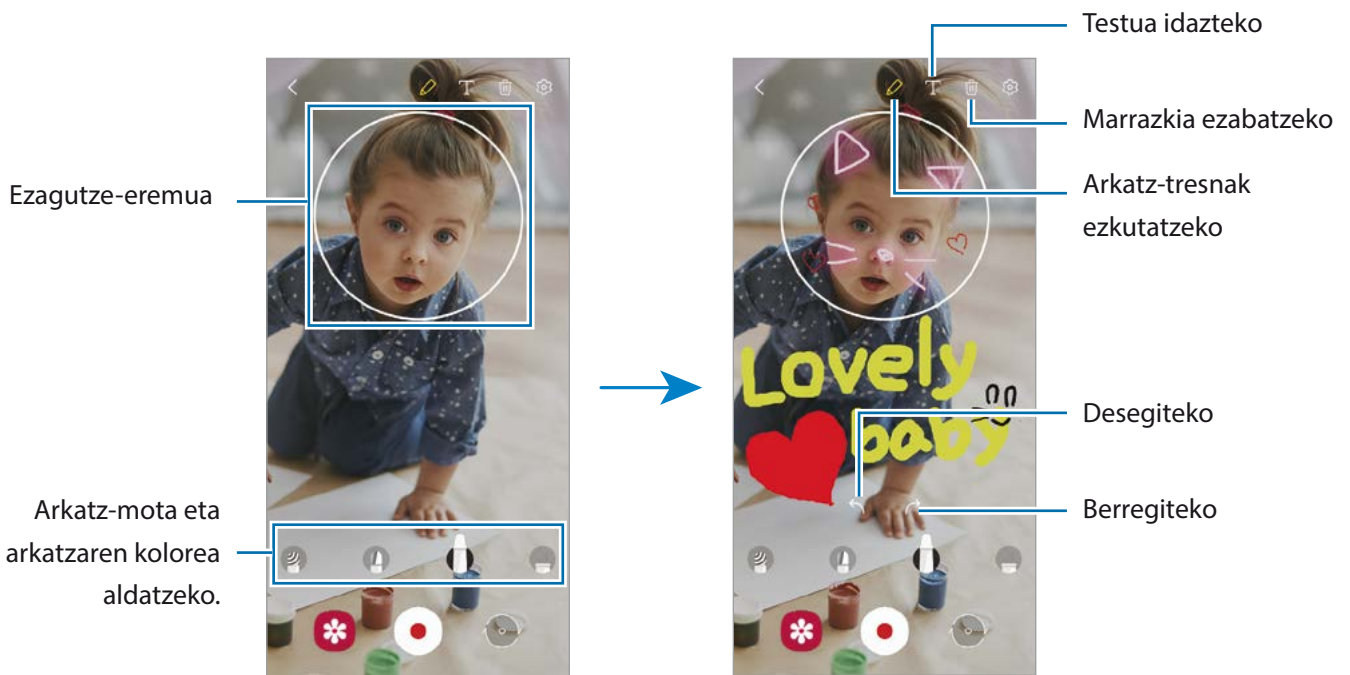 Testua idazteko
Marrazkia ezabatzeko
Ezagutze-eremua
Arkatz-tresnak
ezkutatzeko
Lovely
baby
Desegiteko
Berregiteko
Arkatz-mota eta
arkatzaren kolorea
aldatzeko.